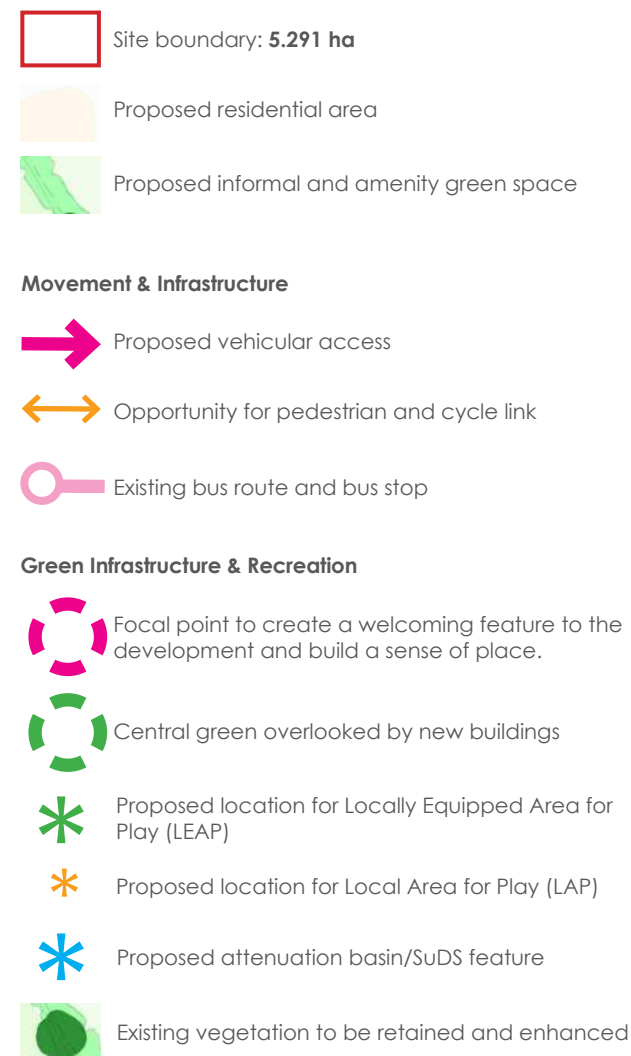 Site boundary: 5.291 ha
Proposed residential area
Proposed informal and amenity green space
Movement & Infrastructure
Proposed vehicular access
Opportunity for pedestrian and cycle link
Existing bus route and bus stop
Green Infrastructure & Recreation
Focal point to create a welcoming feature to the
development and build a sense of place.
Central green overlooked by new buildings
Proposed location for Locally Equipped Area for
Play (LEAP)
Proposed location for Local Area for Play (LAP)
Proposed attenuation basin/SuDS feature
Existing vegetation to be retained and enhanced